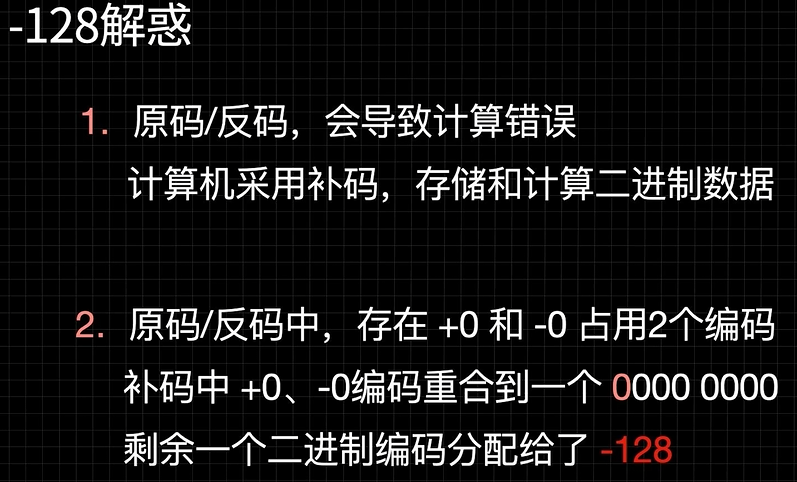 -128解惑
1. 原码/反码，会导致计算错误
计算机采用补码，存储和计算二进制数据
2. 原码/反码中，存在 +0 和 -0 占用2个编码
补码中 +0、-0编码重合到一个 0000 0000
剩余一个二进制编码分配给了 -128